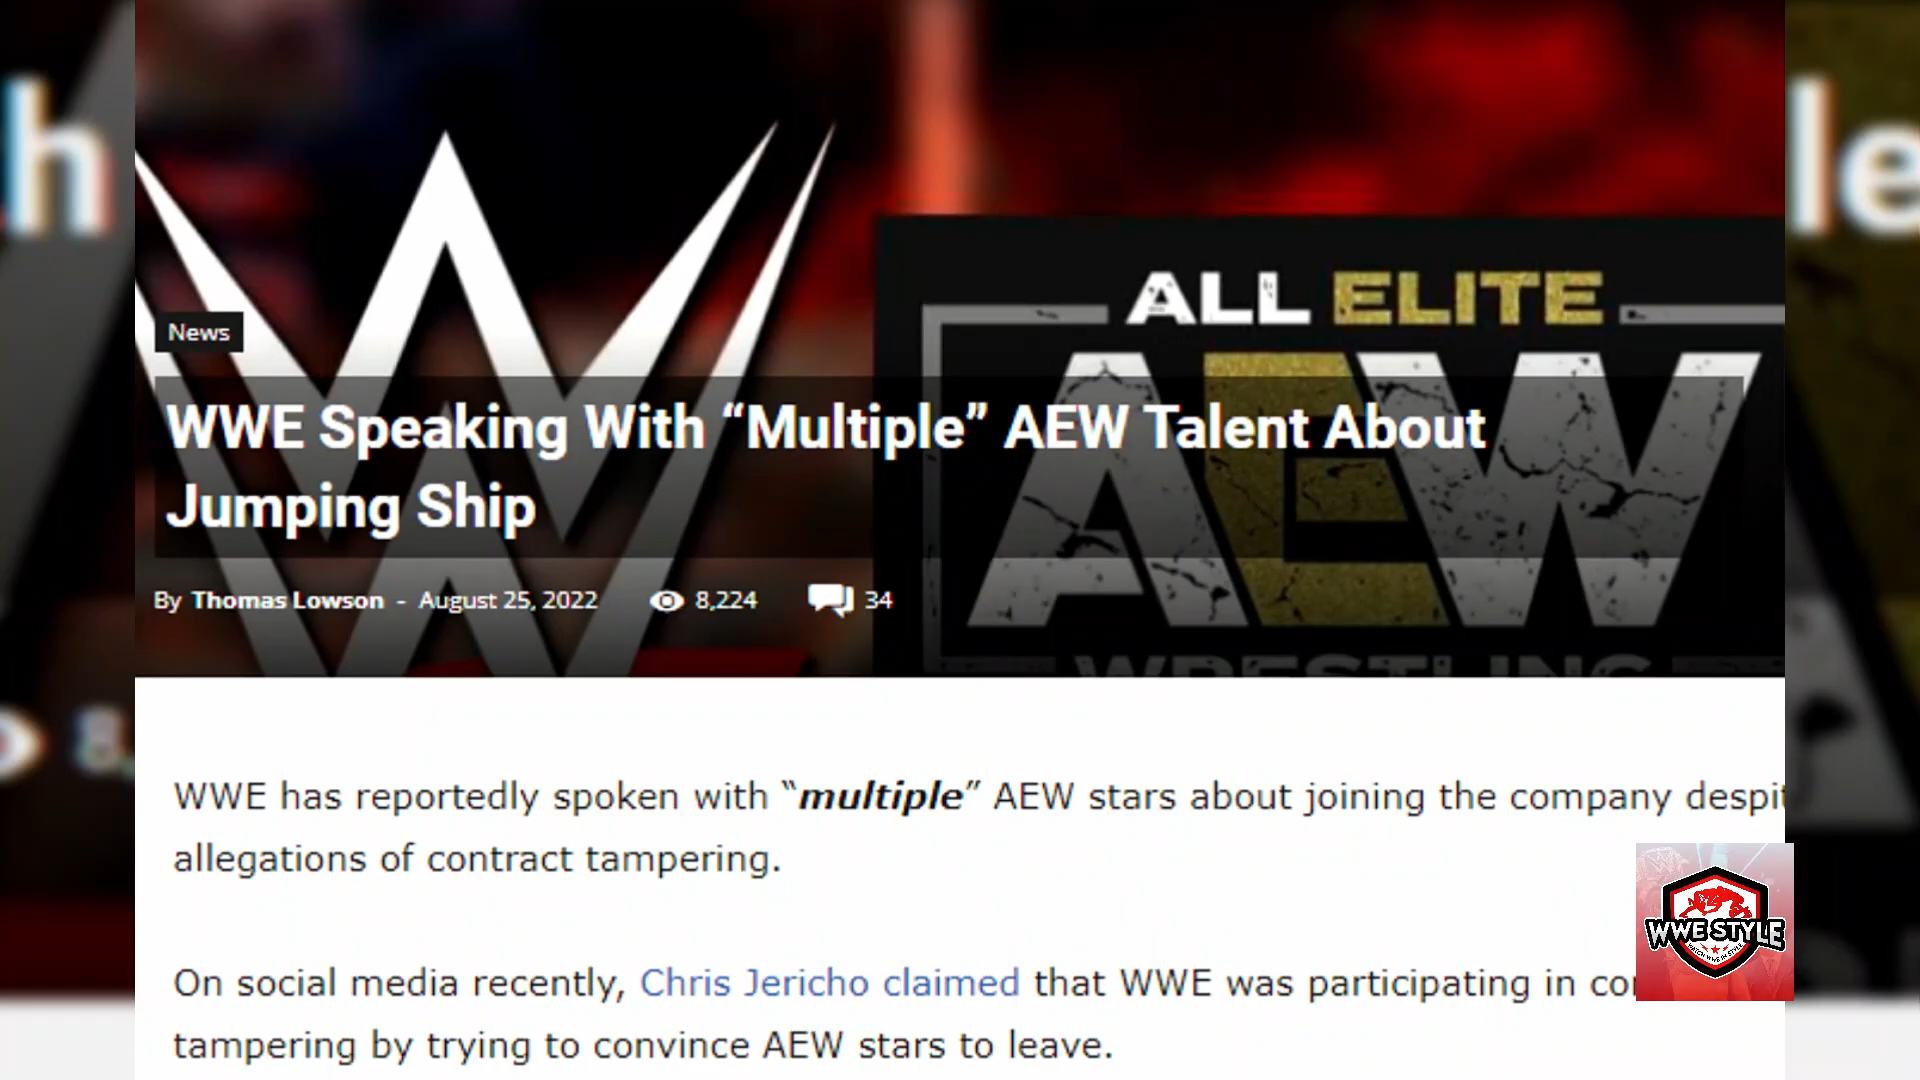 ALL ELITE
AEW
WRESTLING
News
WWE Speaking With “Multiple” AEW Talent About
Jumping Ship
By Thomas Lowson - August 25, 2022 8,224 34
WWE has reportedly spoken with “multiple” AEW stars about joining the company despit
allegations of contract tampering.
On social media recently, Chris Jericho claimed that WWE was participating in co
tampering by trying to convince AEW stars to leave.
WWE STYLE